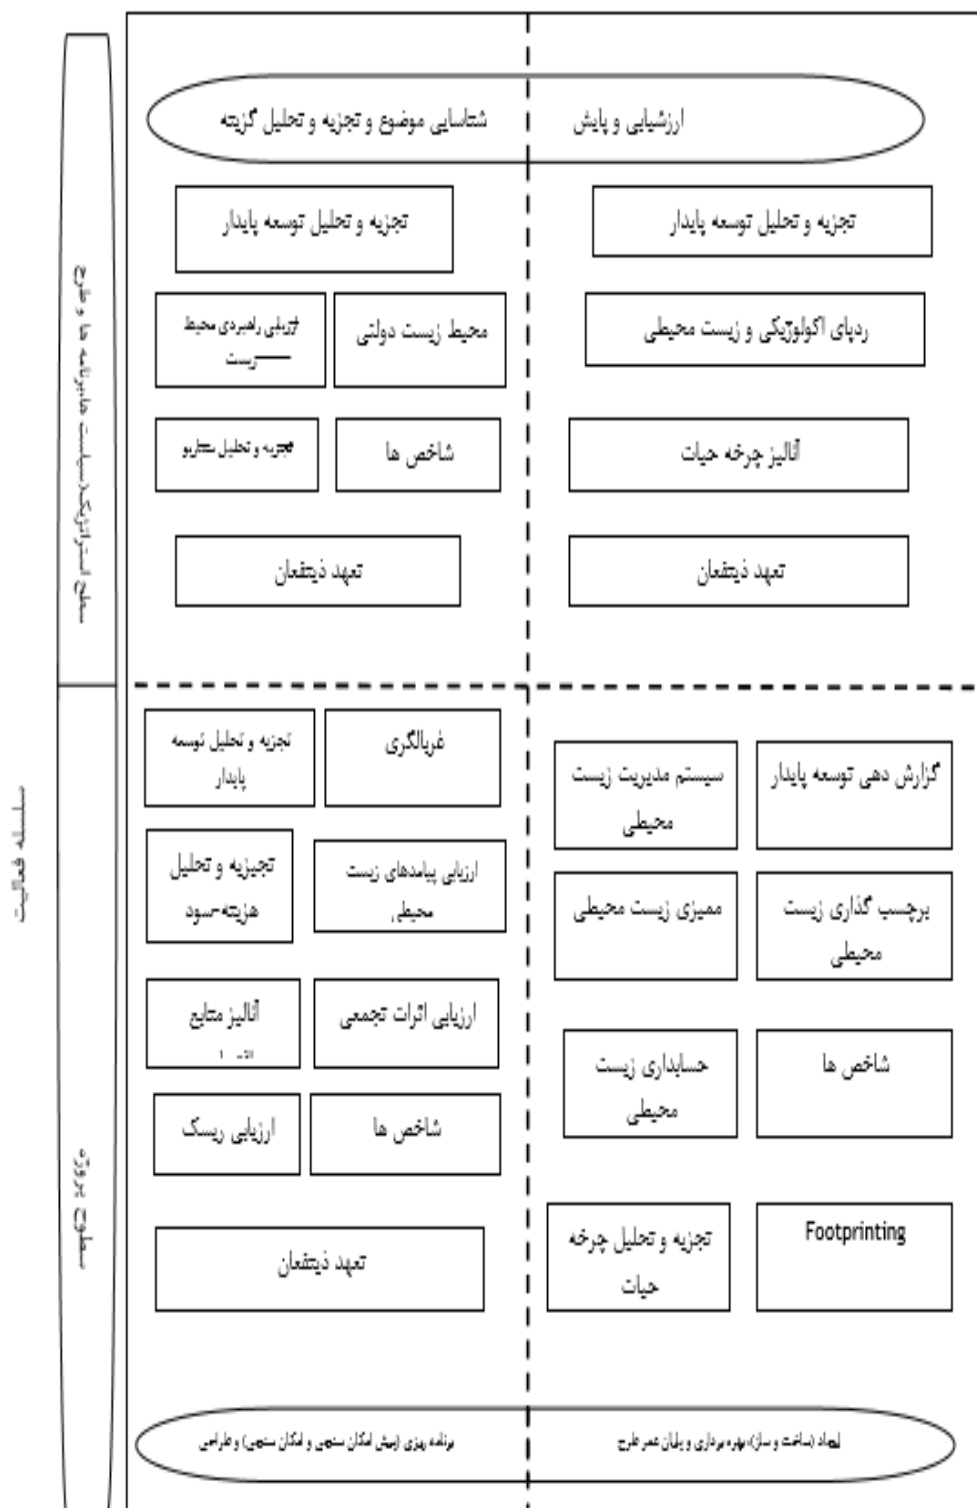 ارزشیابی و پایش
شناسایی موضوع و تجزیه و تحلیل گزینه
تجزیه و تحلیل توسعه پایدار
تجزیه و تحلیل توسعه پایدار
ردپای اکولوژیکی و زیست محیطی
محیط زیست دولتی
ارزیابی راهبردی محیط
زیست
آنالیز چرخه حیات
شاخص ها
تجزیه و تحلیل سناریو
تعهد ذینفعان
تعهد ذینفعان
سطح استراتژیک(سیاست ها،برنامه ها و طرح
گزارش دهی توسعه پایدار
سیستم مدیریت زیست
محیطی
غربالگری
تجزیه و تحلیل توسعه
پایدار
برچسب گذاری زیست
محیطی
ممیزی زیست محیطی
ارزیابی پیامدهای زیست
محیطی
تجیزیه و تحلیل
هزینه-سود
شاخص ها
حسابداری زیست
محیطی
ارزیابی اثرات تجمعی
آنالیز منابع
شاخص ها
ارزیابی ریسک
Footprinting
تجزیه و تحلیل چرخه
حیات
تعهد ذینفعان
سطوح پروژه
سلسله فعالیت
ایجاد (ساخت و ساز)، بهره برداری و پایان عمر طرح
برنامه ریزی (پیش امکان سنجی و امکان سنجی) و طراحی